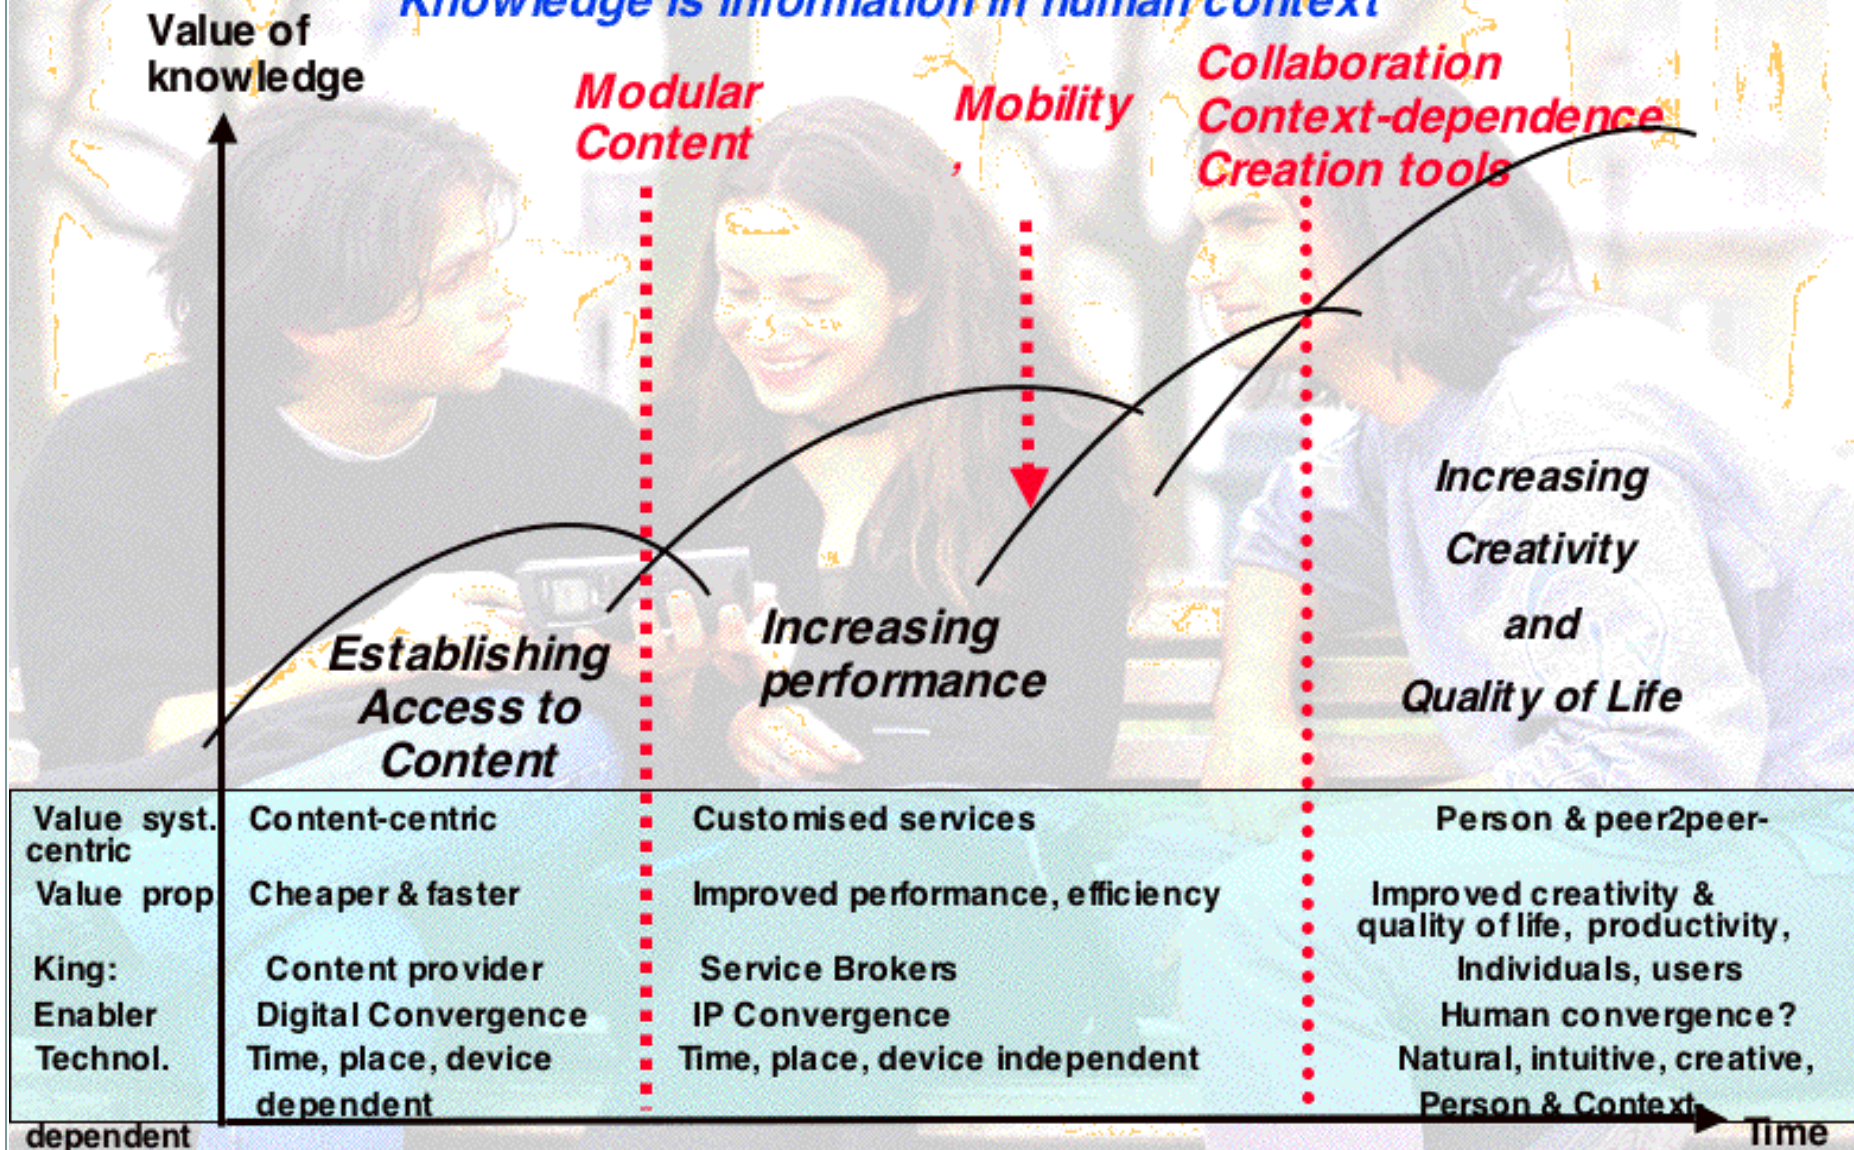 Knowledge is information in human context
Value of
knowledge
Modular
Content
Mobility
,
Collaboration
Context-dependence
Creation tools
Establishing
Access to
Content
Increasing
performance
Increasing
Creativity
and
Quality of Life
Value syst. Content-centric Customised services Person & peer2peer-
centric
Value prop Cheaper & faster Improved performance, efficiency Improved creativity &
quality of life, productivity,
King: Content provider Service Brokers Individuals, users
Enabler Digital Convergence IP Convergence Human convergence?
Technol. Time, place, device Time, place, device independent Natural, intuitive, creative,
dependent Person & Context
dependent Time